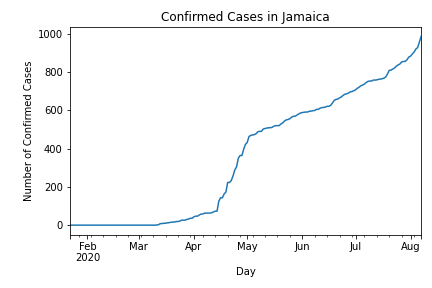 Confirmed Cases in Jamaica
1000
800
600
400
200
0
Number of Confirmed Cases
Feb Mar Apr May Jun Jul Aug
2020
Day